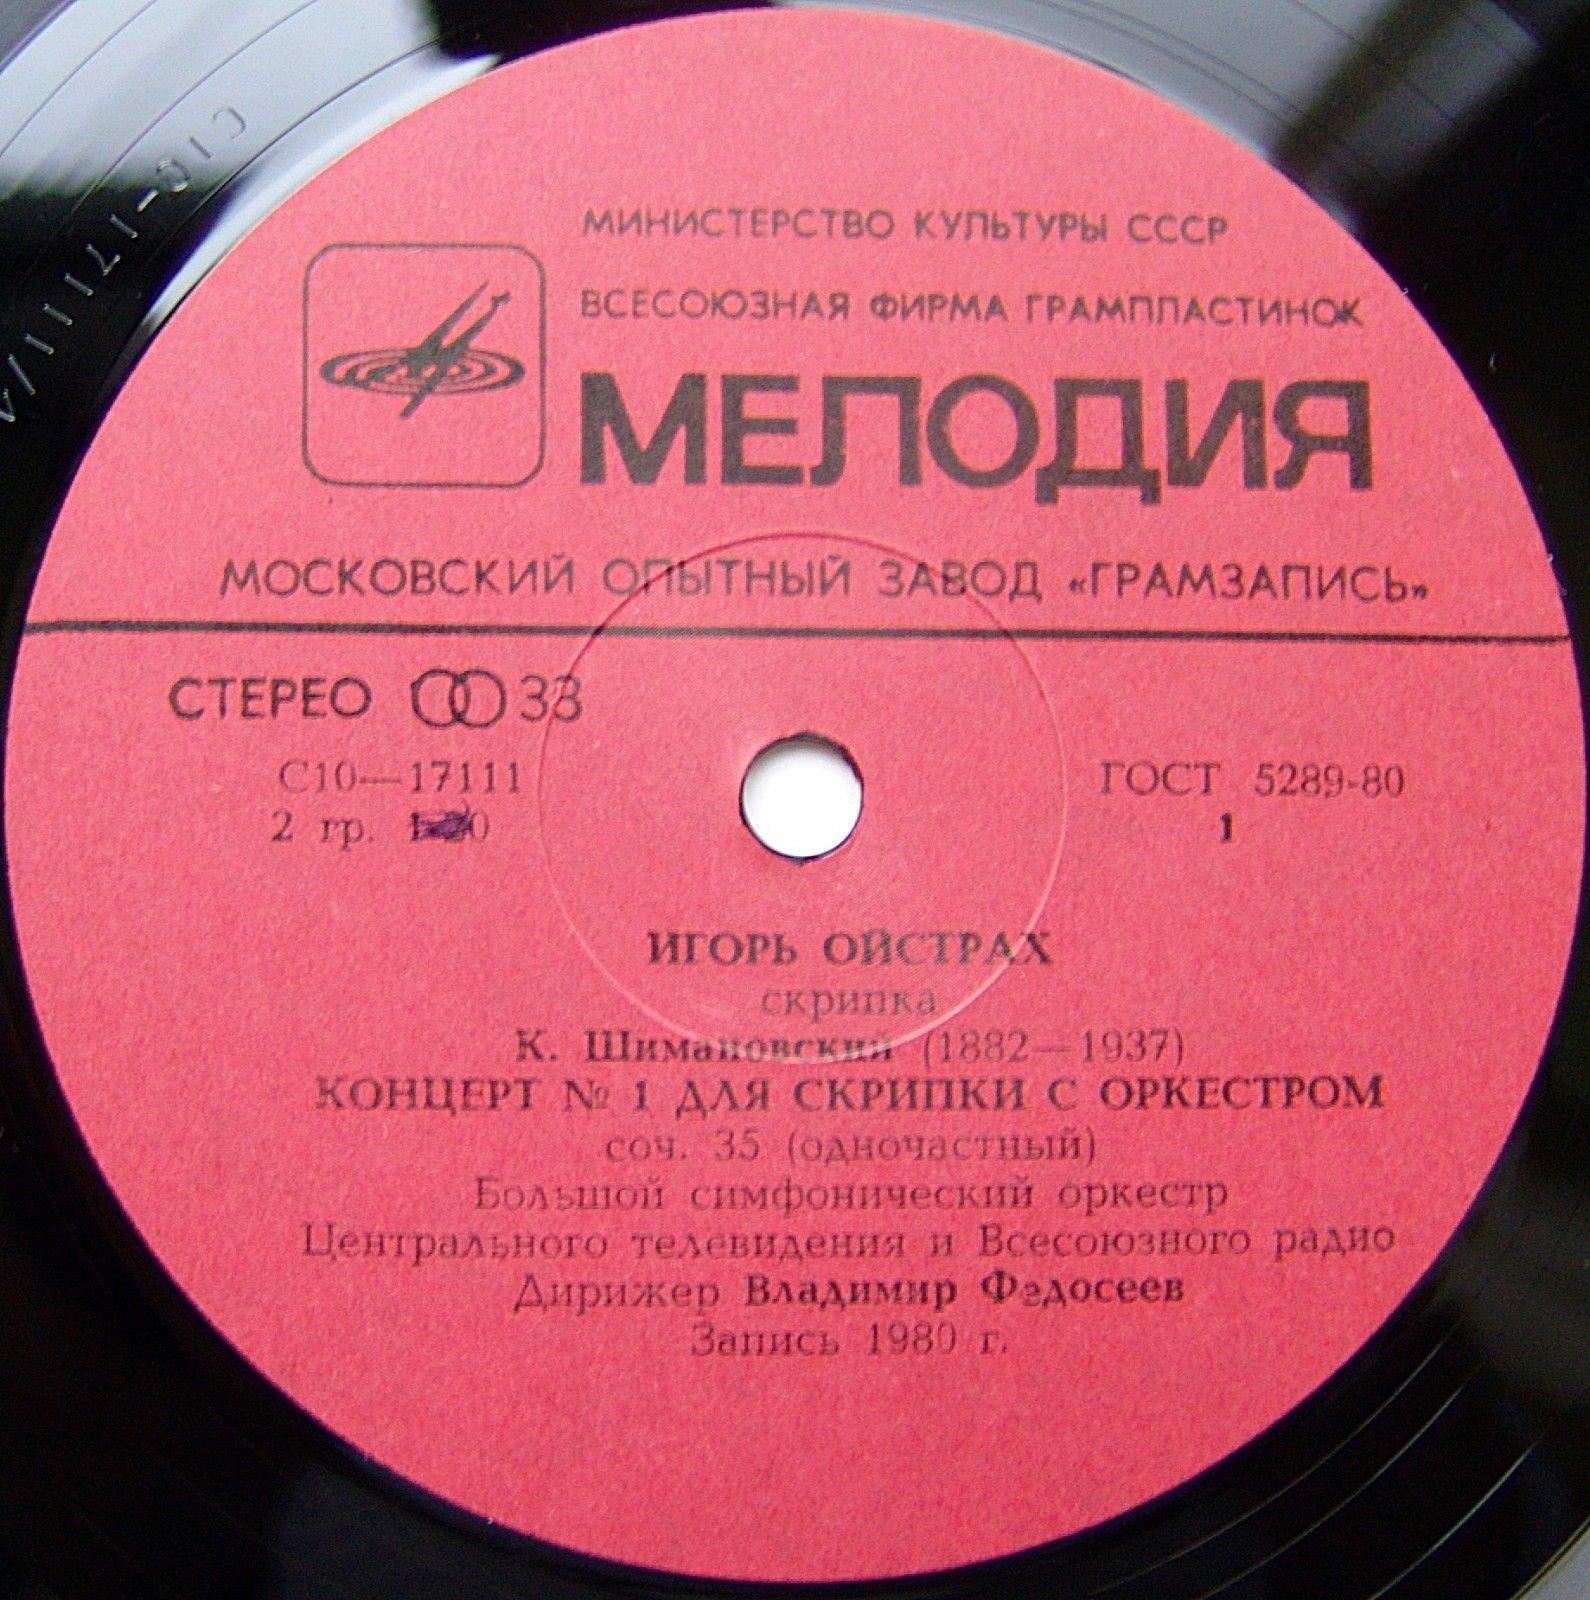 МИНИСТЕРСТВО КУЛЬТУРЫ СССР
ВСЕСОЮЗНАЯ ФИРМА ГРАМПЛАСТИНОК
МЕЛОДИЯ
МОСКОВСКИЙ ОПЫТНЫЙ ЗАВОД «ГРАМЗАПИСЬ»
СТЕРЕО 33
С10—17111
ГОСТ 5289-80
2 гр.
1
ИГОРЬ ОЙСТРАХ
скрипка
К. Шимановский (1882—1937)
КОНЦЕРТ № 1 ДЛЯ СКРИПКИ С ОРКЕСТРОМ
соч. 35 (одночастный)
Большой симфонический оркестр
Центрального телевидения и Всесоюзного радио
Дирижер Владимир Федосеев
Запись 1980 г.